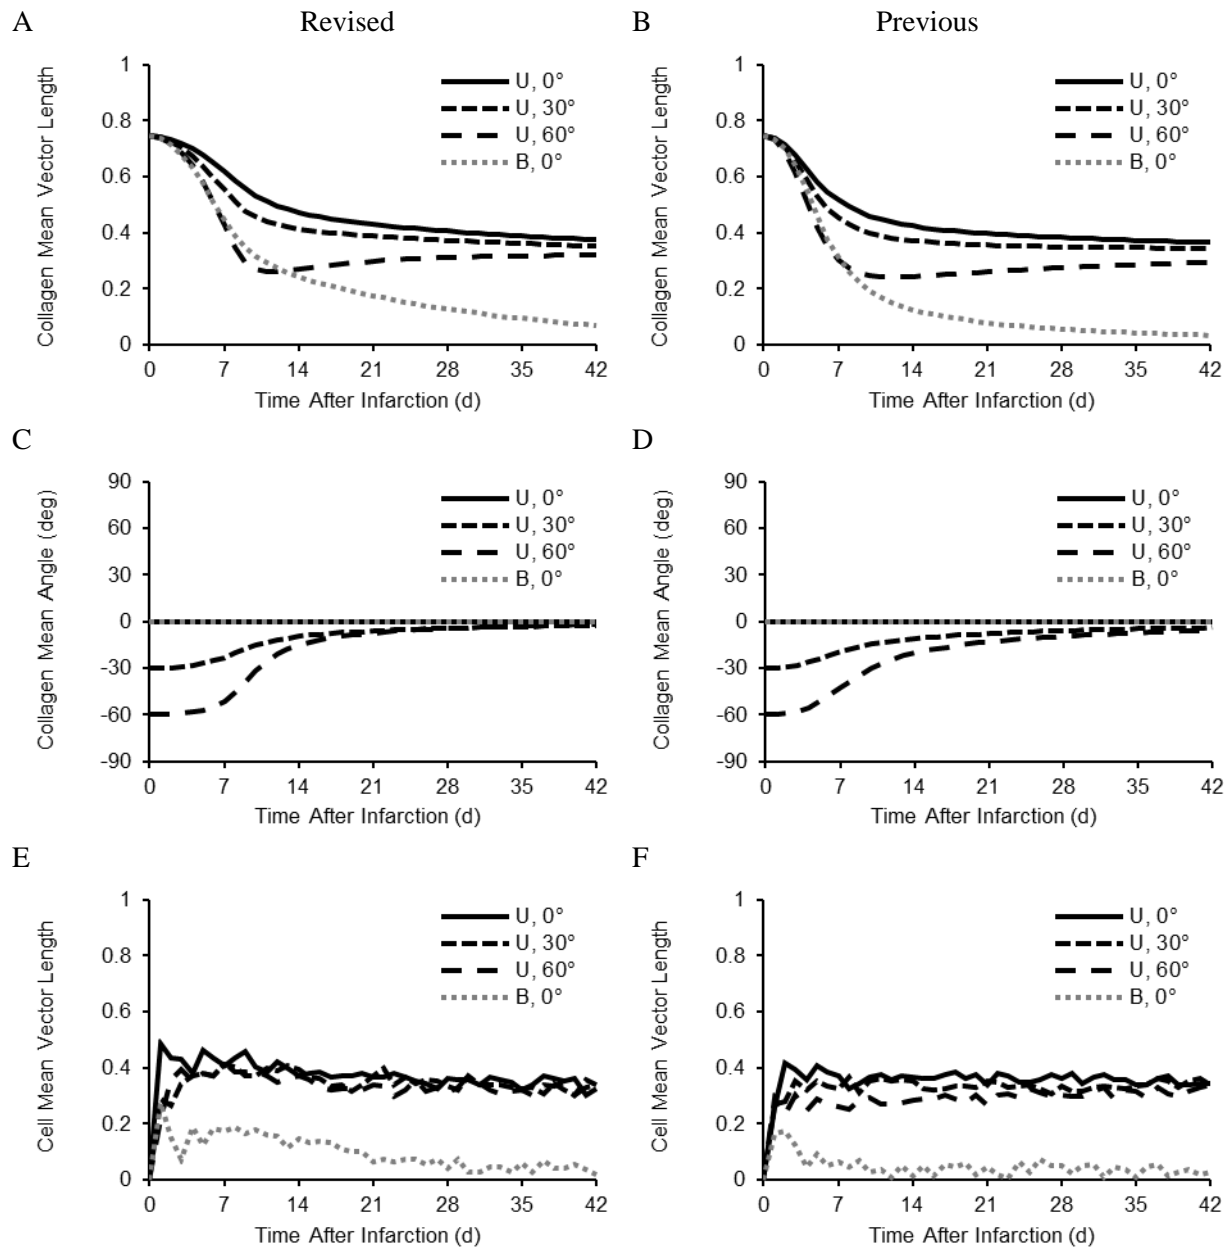 A
Revised
B
Previous
Collagen Mean Vector Length
1
0.8
0.6
0.4
0.2
0
U, 0°
U, 30°
U, 60°
B, 0°
0 7 14 21 28 35 42
Time After Infarction (d)
Collagen Mean Vector Length
1
0.8
0.6
0.4
0.2
0
U, 0°
U, 30°
U, 60°
B, 0°
0 7 14 21 28 35 42
Time After Infarction (d)
C
D
Collagen Mean Angle (deg)
90
60
30
0
-30
-60
-90
U, 0°
U, 30°
U, 60°
B, 0°
0 7 14 21 28 35 42
Time After Infarction (d)
Collagen Mean Angle (deg)
90
60
30
0
-30
-60
-90
U, 0°
U, 30°
U, 60°
B, 0°
0 7 14 21 28 35 42
Time After Infarction (d)
E
F
Cell Mean Vector Length
1
0.8
0.6
0.4
0.2
0
U, 0°
U, 30°
U, 60°
B, 0°
0 7 14 21 28 35 42
Time After Infarction (d)
Cell Mean Vector Length
1
0.8
0.6
0.4
0.2
0
U, 0°
U, 30°
U, 60°
B, 0°
0 7 14 21 28 35 42
Time After Infarction (d)